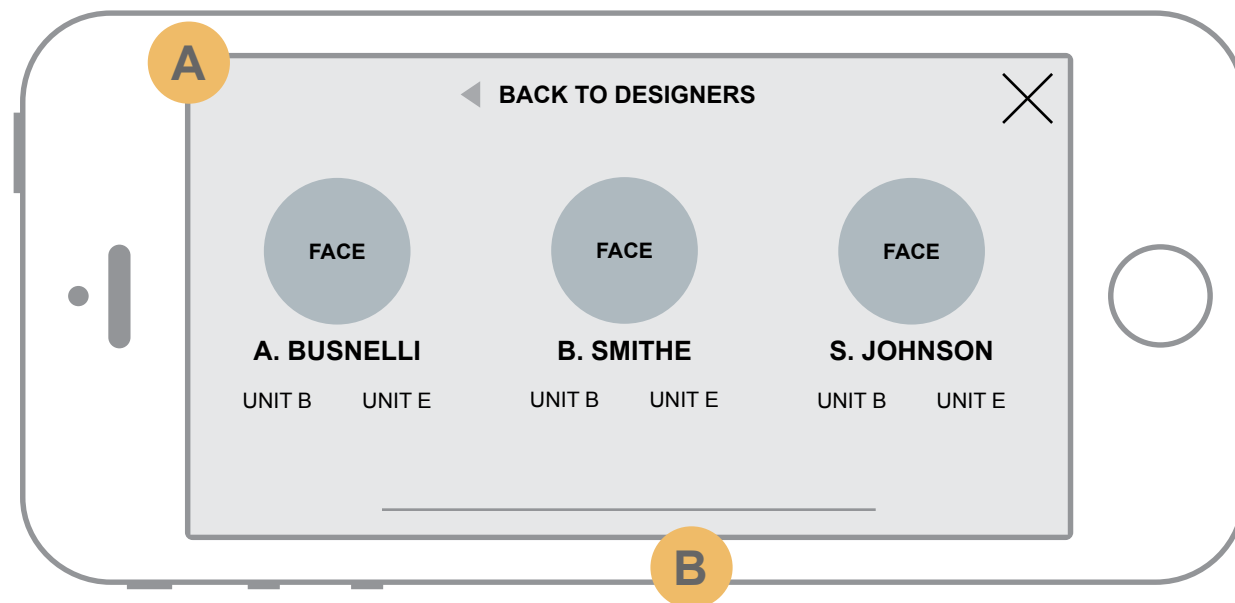 A
BACK TO DESIGNERS
FACE FACE FACE
A. BUSNELLI B. SMITHE S. JOHNSON
UNIT B UNIT E UNIT B UNIT E UNIT B UNIT E
B